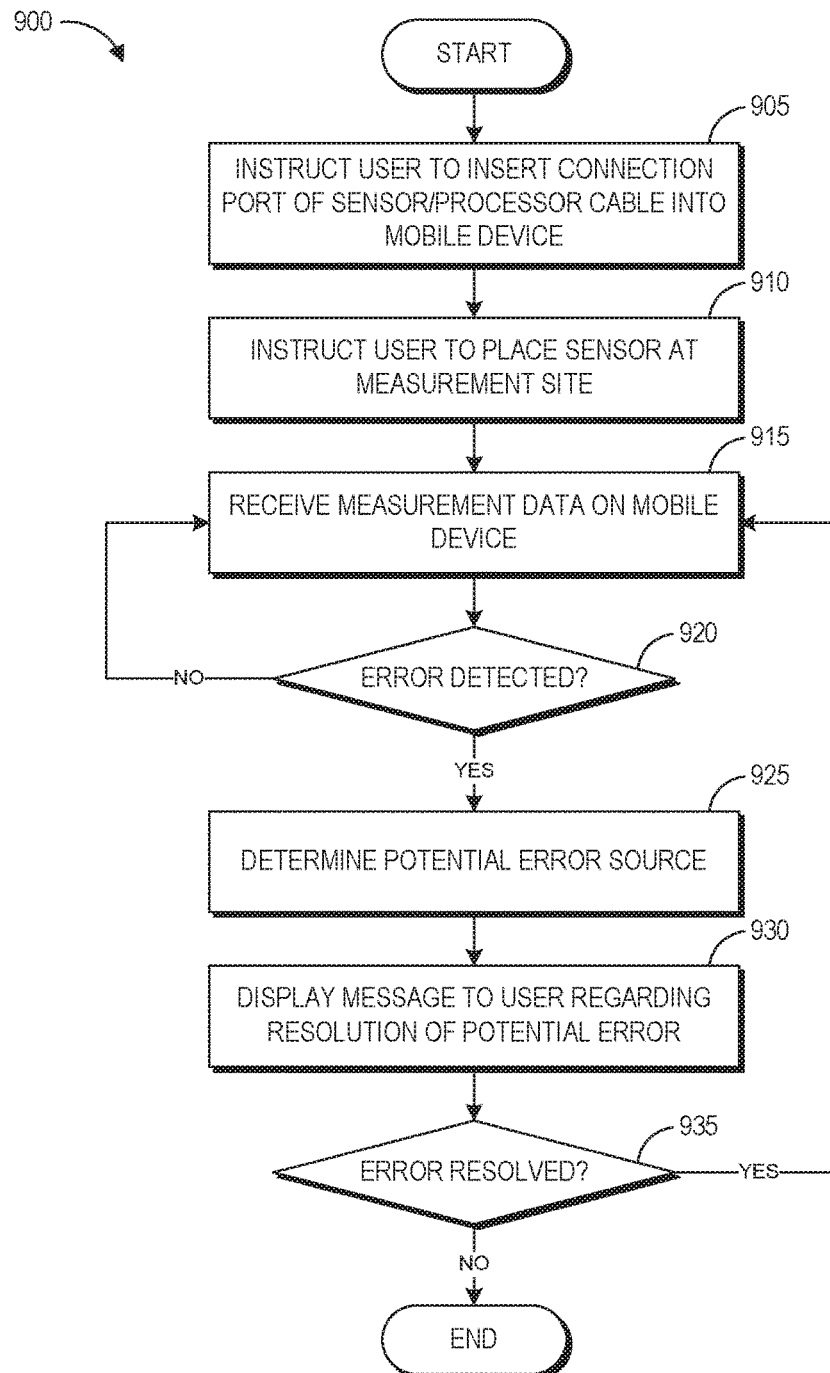 900
START
905
INSTRUCT USER TO INSERT CONNECTION
PORT OF SENSOR/PROCESSOR CABLE INTO
MOBILE DEVICE
910
INSTRUCT USER TO PLACE SENSOR AT
MEASUREMENT SITE
915
RECEIVE MEASUREMENT DATA ON MOBILE
DEVICE
920
ERROR DETECTED?
NO
YES
925
DETERMINE POTENTIAL ERROR SOURCE
930
DISPLAY MESSAGE TO USER REGARDING
RESOLUTION OF POTENTIAL ERROR
935
ERROR RESOLVED?
YES
NO
END